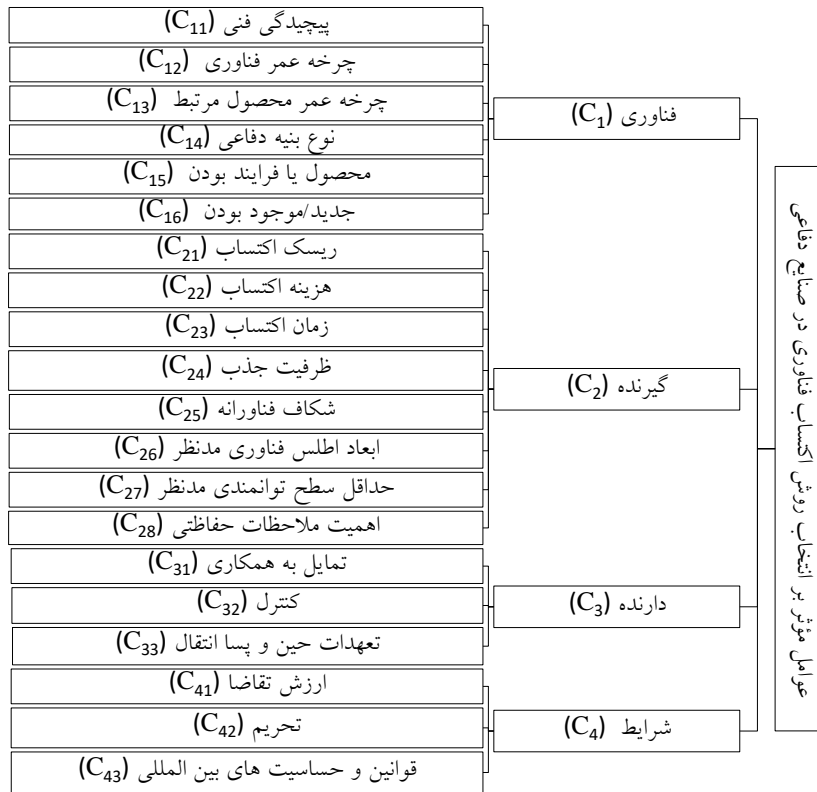 عوامل مؤثر بر انتخاب روش اکتساب فناوری در صنایع دفاعی
فناوری (C1)
پیچیدگی فنی (C11)
چرخه عمر فناوری (C12)
چرخه عمر محصول مرتبط (C13)
نوع بنیه دفاعی (C14)
محصول یا فرایند بودن (C15)
جدید/موجود بودن (C16)
گیرنده (C2)
ریسک اکتساب (C21)
هزینه اکتساب (C22)
زمان اکتساب (C23)
ظرفیت جذب (C24)
شکاف فناورانه (C25)
ابعاد اطلس فناوری مدنظر (C26)
حداقل سطح توانمندی مدنظر (C27)
اهمیت ملاحظات حفاظتی (C28)
دارنده (C3)
تمایل به همکاری (C31)
کنترل (C32)
تعهدات حین و پسا انتقال (C33)
شرایط (C4)
ارزش تقاضا (C41)
تحریم (C42)
قوانین و حساسیت های بین المللی (C43)